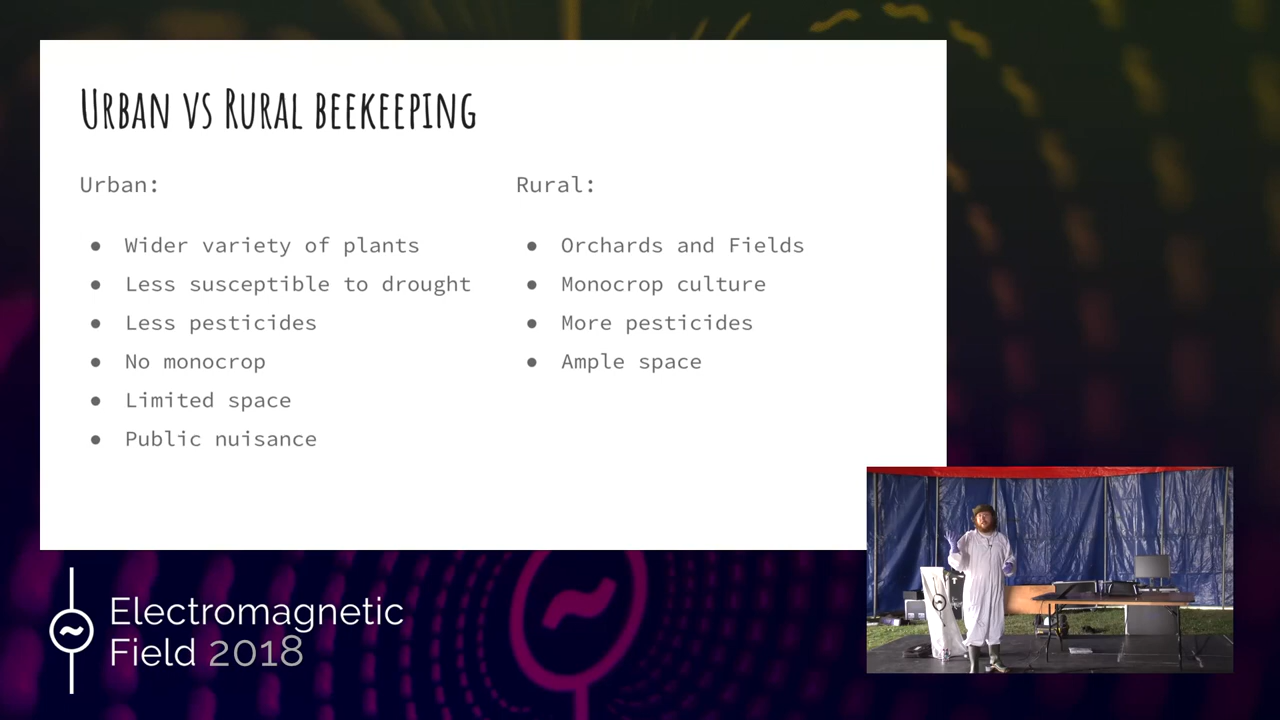 Urban vs Rural beekeeping
Urban:
● Wider variety of plants
● Less susceptible to drought
● Less pesticides
● No monocrop
● Limited space
● Public nuisance
Rural:
● Orchards and Fields
● Monocrop culture
● More pesticides
● Ample space
Electromagnetic
Field 2018